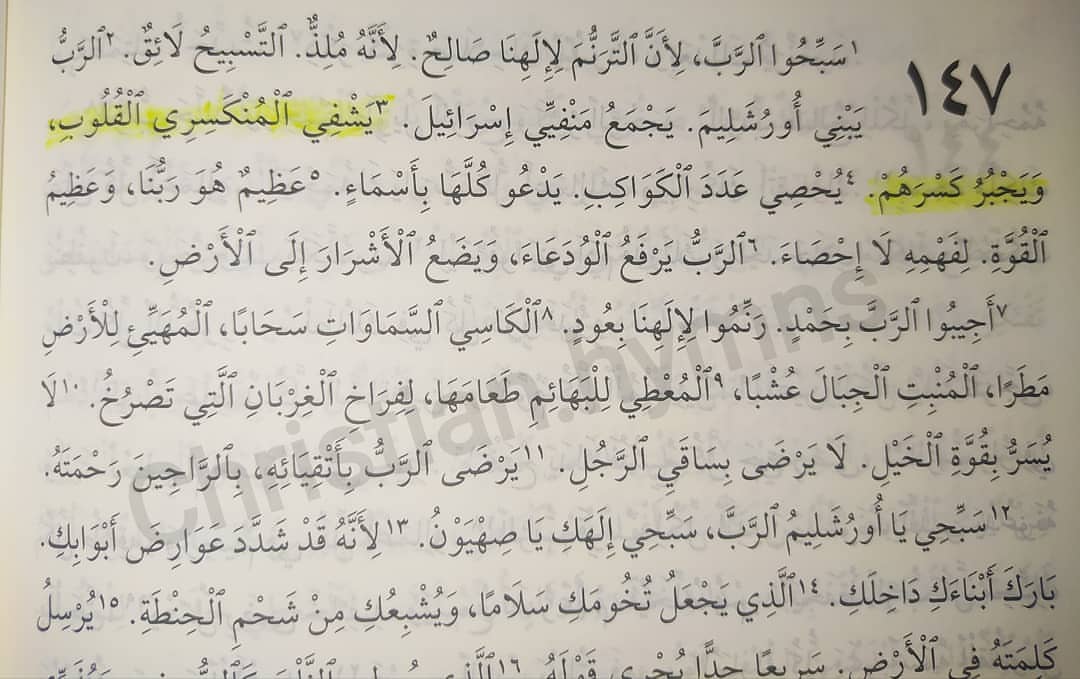 ١٤٧
١سَبِّحُوا ٱلرَّبَّ، لِأَنَّ ٱلتَّرَنُّمَ لِإِلَهِنَا صَالِحٌ. لِأَنَّهُ مُلِذٌّ. ٱلتَّسْبِيحُ لَائِقٌ. ٢ٱلرَّبُّ
يَبْنِي أُورُشَلِيمَ. يَجْمَعُ مَنْفِيِّي إِسْرَائِيلَ. ٣يَشْفِي ٱلْمُنْكَسِرِي ٱلْقُلُوبِ،
وَيَجْبُرُ كَسْرَهُمْ. ٤يُحْصِي عَدَدَ ٱلْكَوَاكِبِ. يَدْعُو كُلَّهَا بِأَسْمَاءٍ. ٥عَظِيمٌ هُوَ رَبُّنَا، وَعَظِيمُ
ٱلْقُوَّةِ. لِفَهْمِهِ لَا إِحْصَاءَ. ٦ٱلرَّبُّ يَرْفَعُ ٱلْوُدَعَاءَ، وَيَضَعُ ٱلْأَشْرَارَ إِلَى ٱلْأَرْضِ.
٧أَجِيبُوا ٱلرَّبَّ بِحَمْدٍ. رَنِّمُوا لِإِلَهِنَا بِعُودٍ. ٨ٱلْكَاسِي ٱلسَّمَاوَاتِ سَحَابًا، ٱلْمُهَيِّئِ لِلْأَرْضِ
مَطَرًا، ٱلْمُنْبِتِ ٱلْجِبَالَ عُشْبًا، ٩ٱلْمُعْطِي لِلْبَهَائِمِ طَعَامَهَا، لِفِرَاخِ ٱلْغِرْبَانِ ٱلَّتِي تَصْرُخُ. ١٠لَا
يُسَرُّ بِقُوَّةِ ٱلْخَيْلِ. لَا يَرْضَى بِسَاقَيِ ٱلرَّجُلِ. ١١يَرْضَى ٱلرَّبُّ بِأَتْقِيَائِهِ، بِٱلرَّاجِينَ رَحْمَتَهُ.
١٢سَبِّحِي يَا أُورُشَلِيمُ ٱلرَّبَّ، سَبِّحِي إِلَهَكِ يَا صِهْيَوْنُ. ١٣لِأَنَّهُ قَدْ شَدَّدَ عَوَارِضَ أَبْوَابِكِ.
بَارَكَ أَبْنَاءَكِ دَاخِلَكِ. ١٤ٱلَّذِي يَجْعَلُ تُخُومَكِ سَلَامًا، وَيُشْبِعُكِ مِنْ شَحْمِ ٱلْحِنْطَةِ. ١٥يُرْسِلُ
كَلِمَتَهُ فِي ٱلْأَرْضِ. سَرِيعًا جِدًّا يُجْرِي قَوْلَهُ. ١٦ٱلَّذِي
Christian.hymns